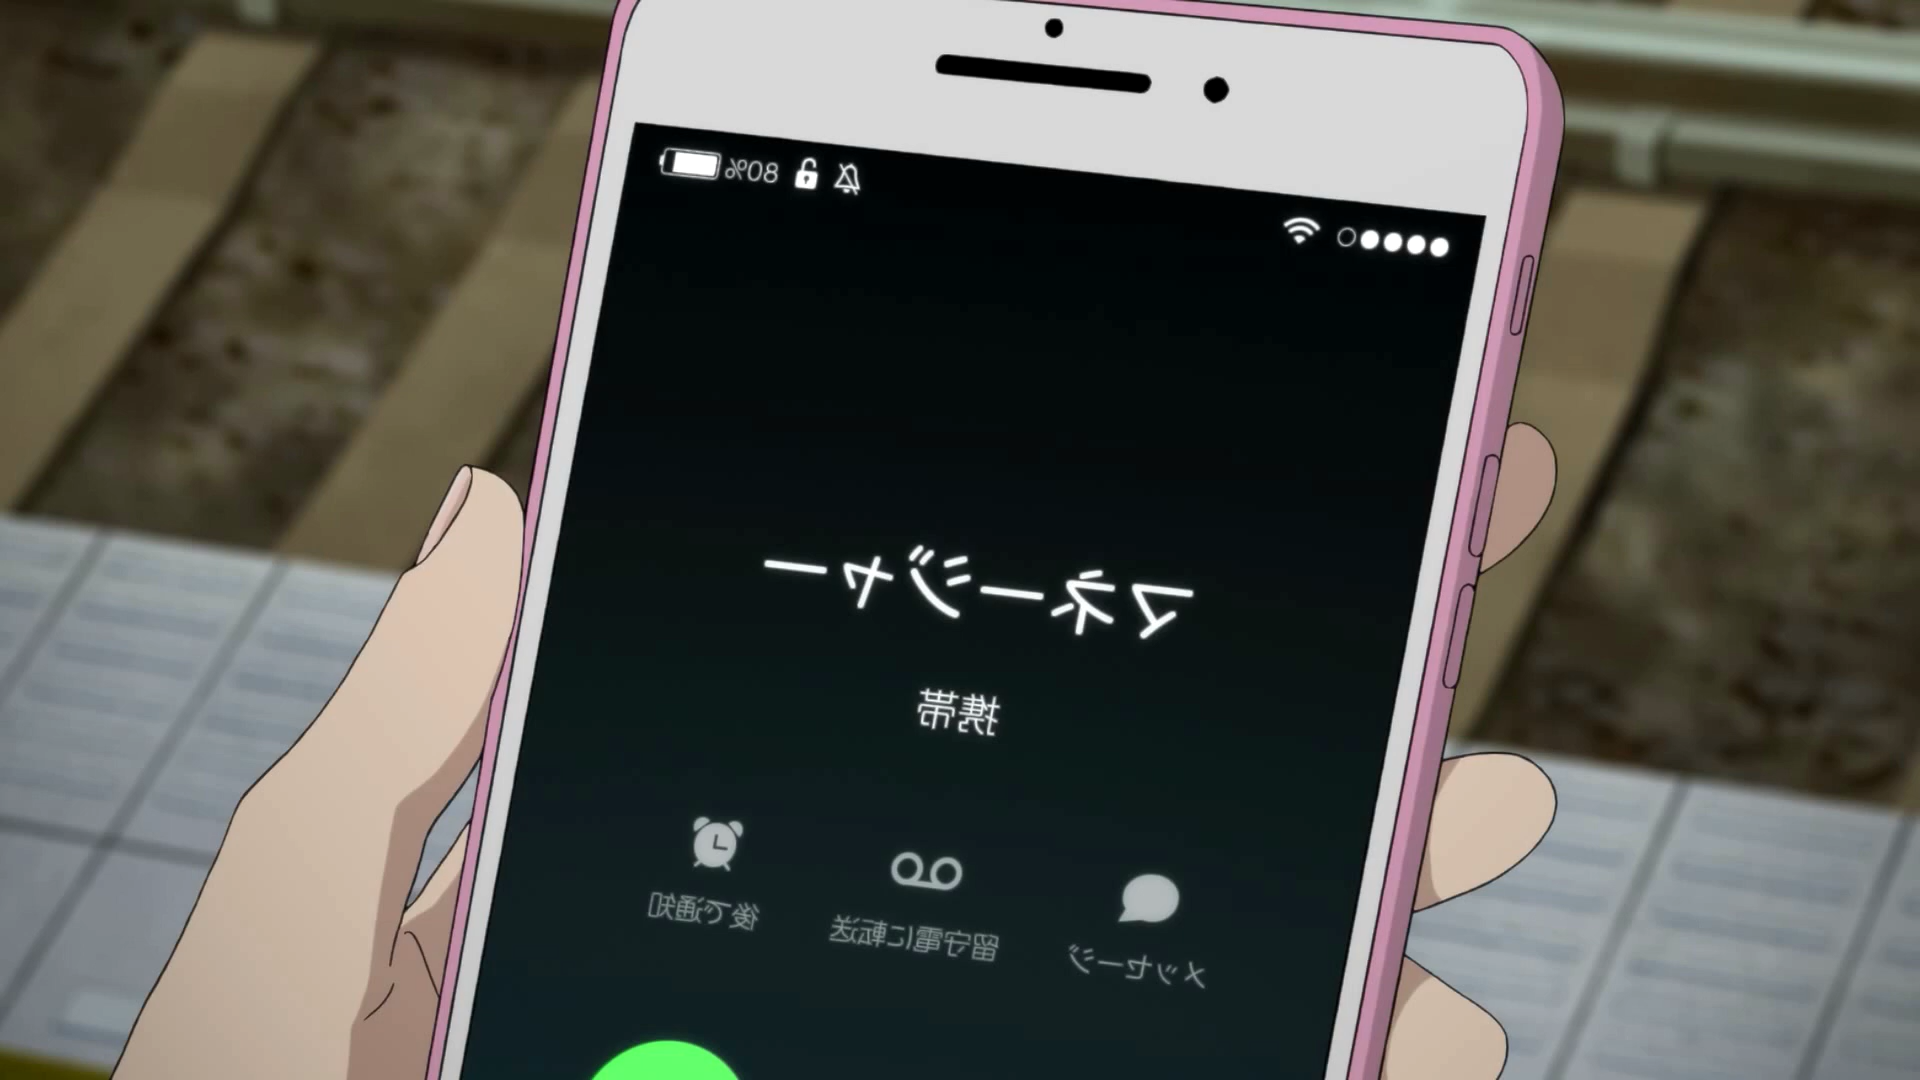 80%
マネージャー
携帯
メッセージ
留守電に転送
後で通知